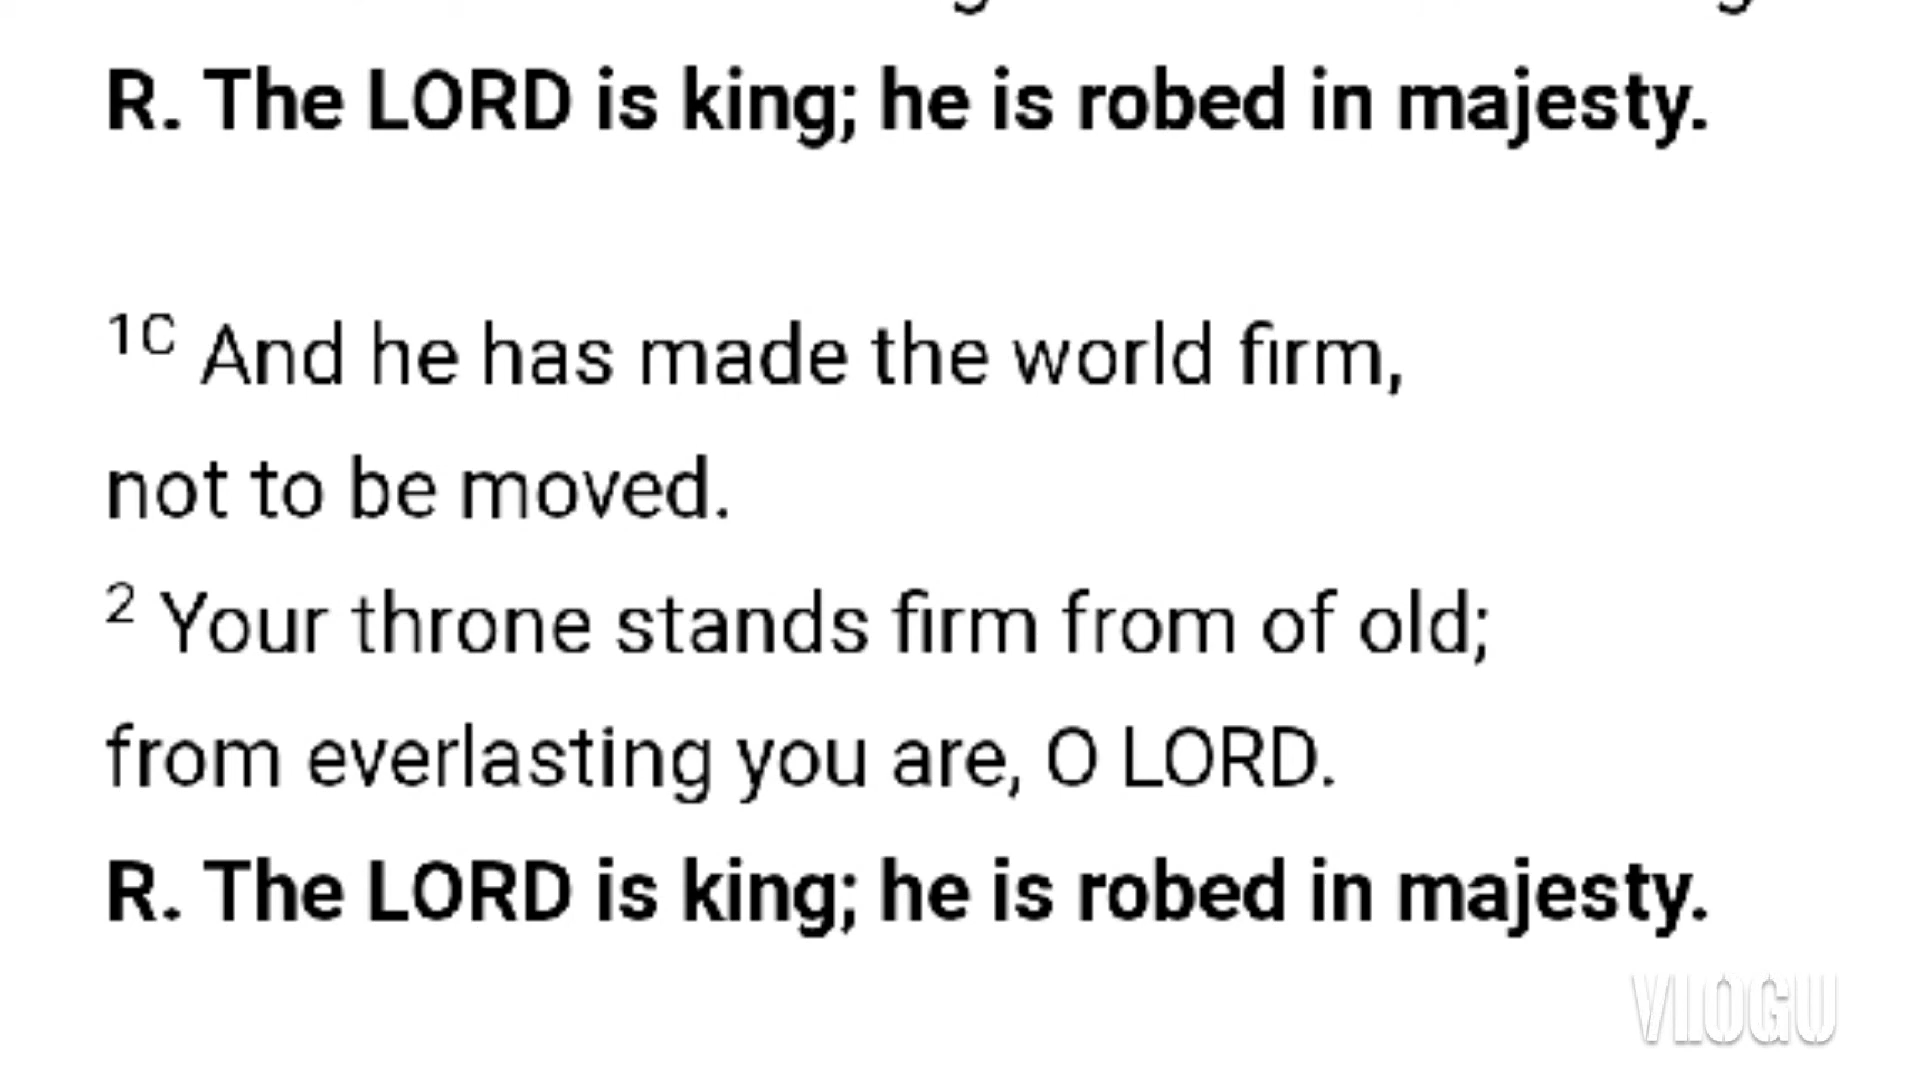 R. The LORD is king; he is robed in majesty.
1C And he has made the world firm,
not to be moved.
2 Your throne stands firm from of old;
from everlasting you are, O LORD.
R. The LORD is king; he is robed in majesty.
VLOGU